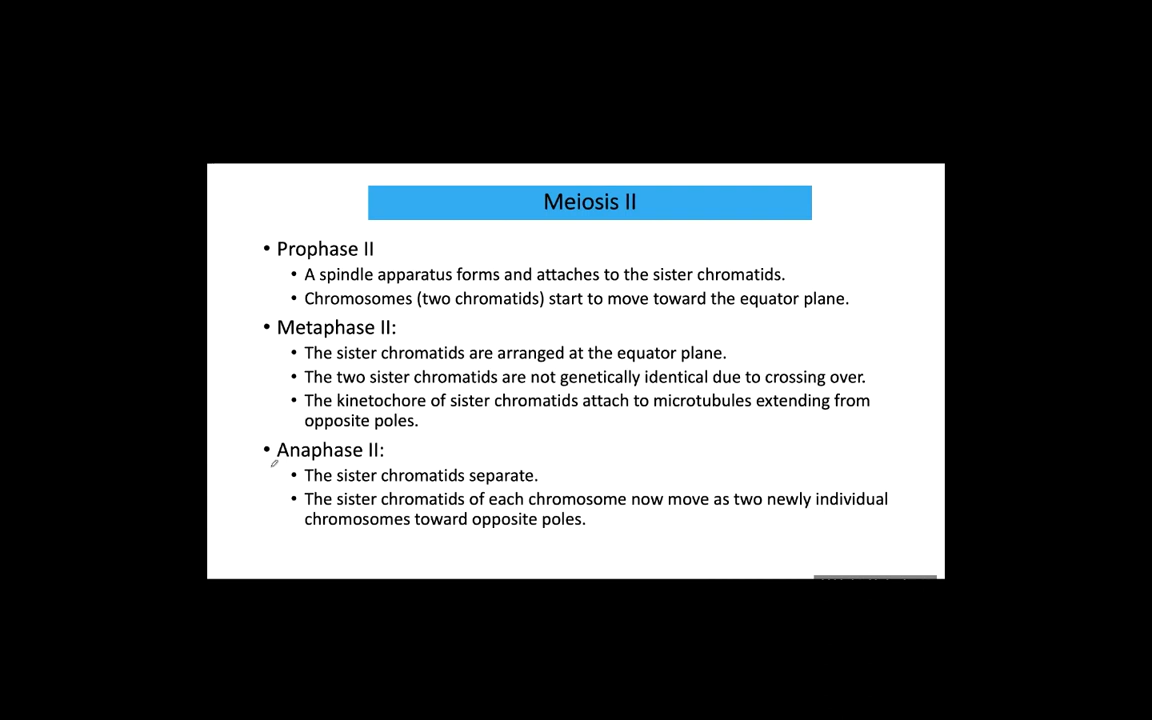 Meiosis II
• Prophase II
• A spindle apparatus forms and attaches to the sister chromatids.
• Chromosomes (two chromatids) start to move toward the equator plane.
• Metaphase II:
• The sister chromatids are arranged at the equator plane.
• The two sister chromatids are not genetically identical due to crossing over.
• The kinetochore of sister chromatids attach to microtubules extending from
opposite poles.
• Anaphase II:
• The sister chromatids separate.
• The sister chromatids of each chromosome now move as two newly individual
chromosomes toward opposite poles.